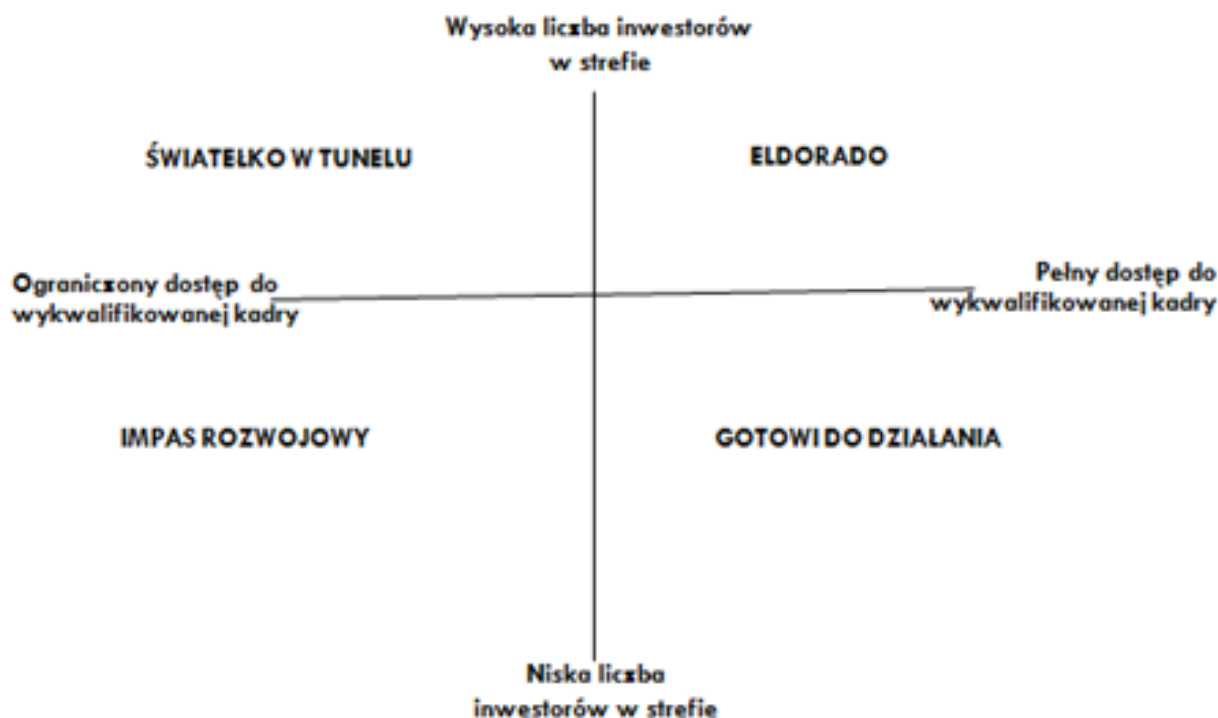 Wysoka liczba inwestorów
w strefie
ŚWIATEŁKO W TUNELU
ELDORADO
Ograniczony dostęp do
wykwalifikowanej kadry
Pełny dostęp do
wykwalifikowanej kadry
IMPAS ROZWOJOWY
GOTOWI DO DZIAŁANIA
Niska liczba
inwestorów w strefie